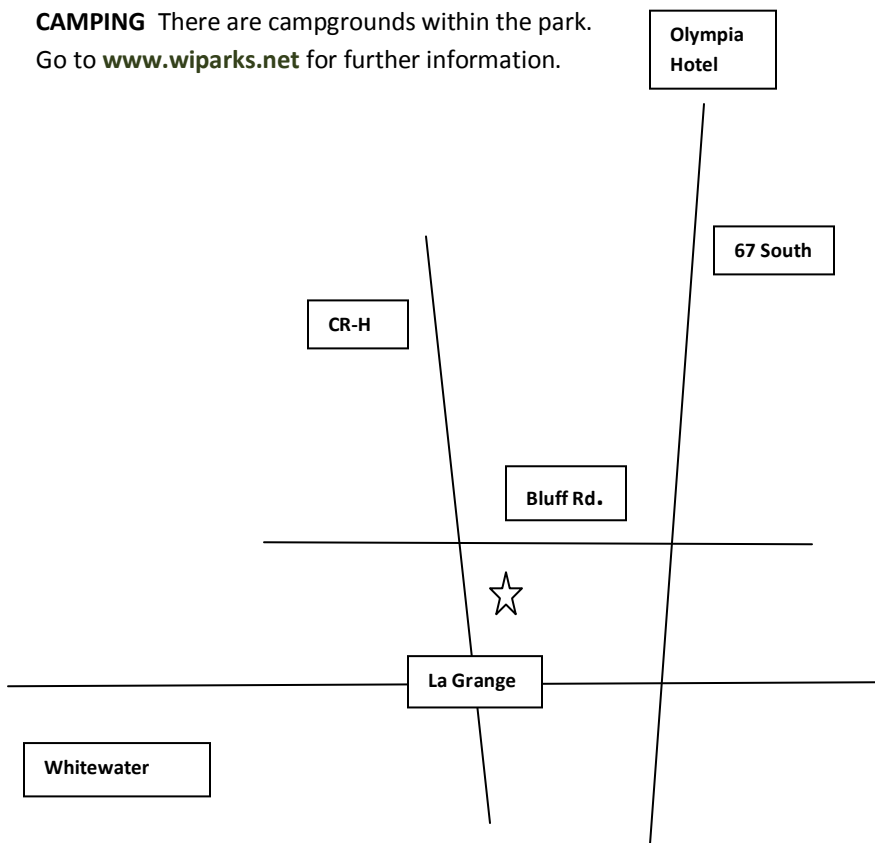 CAMPING There are campgrounds within the park.
Go to www.wiparks.net for further information.
Olympia
Hotel
67 South
CR-H
Bluff Rd.
La Grange
Whitewater